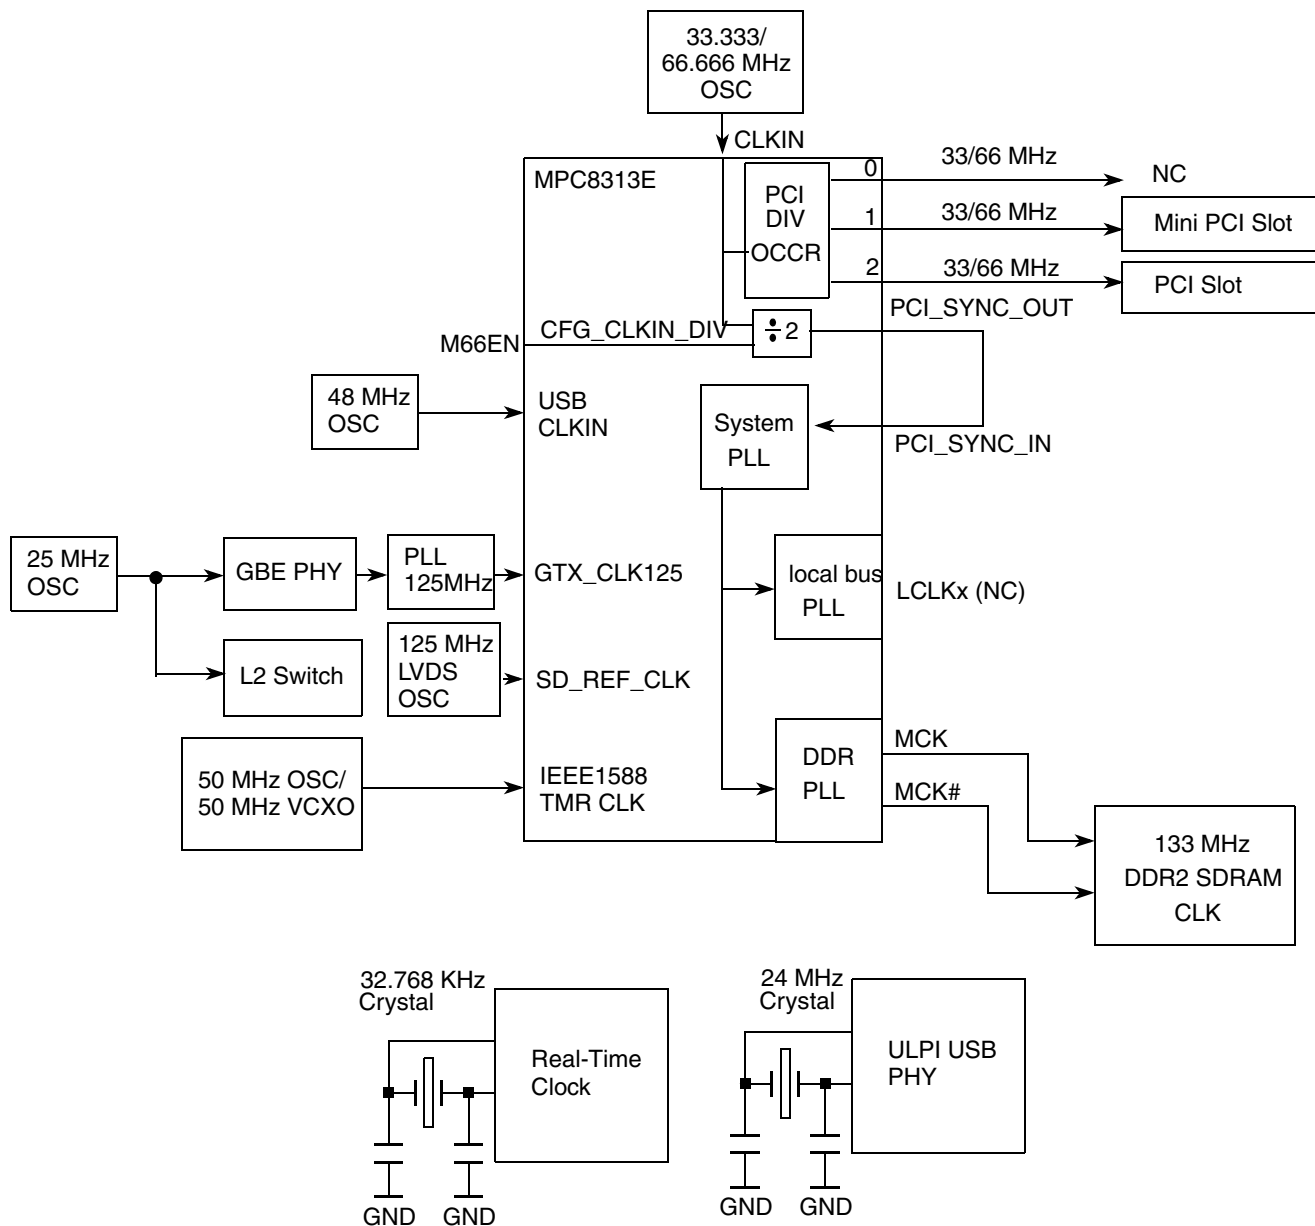 33.333/
66.666 MHz
OSC
CLKIN
MPC8313E
PCI
DIV
OCCR
0
33/66 MHz
NC
1
33/66 MHz
Mini PCI Slot
2
33/66 MHz
PCI Slot
PCI_SYNC_OUT
CFG_CLKIN_DIV
÷2
M66EN
48 MHz
OSC
USB
CLKIN
System
PLL
PCI_SYNC_IN
25 MHz
OSC
GBE PHY
PLL
125MHz
GTX_CLK125
local bus
PLL
LCLKx (NC)
L2 Switch
125 MHz
LVDS
OSC
SD_REF_CLK
50 MHz OSC/
50 MHz VCXO
IEEE1588
TMR CLK
DDR
PLL
MCK
MCK#
133 MHz
DDR2 SDRAM
CLK
32.768 KHz
Crystal
Real-Time
Clock
GND
GND
24 MHz
Crystal
ULPI USB
PHY
GND
GND